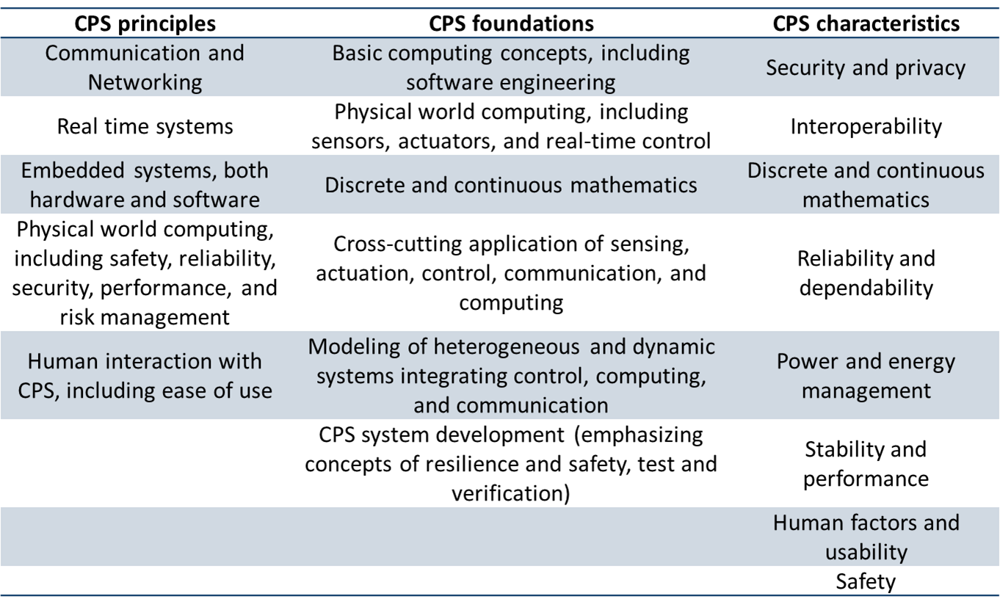 CPS principles
CPS foundations
CPS characteristics
Communication and
Networking
Basic computing concepts, including
software engineering
Security and privacy
Real time systems
Physical world computing, including
sensors, actuators, and real-time control
Interoperability
Embedded systems, both
hardware and software
Discrete and continuous mathematics
Discrete and continuous
mathematics
Physical world computing,
including safety, reliability,
security, performance, and
risk management
Cross-cutting application of sensing,
actuation, control, communication, and
computing
Reliability and
dependability
Human interaction with
CPS, including ease of use
Modeling of heterogeneous and dynamic
systems integrating control, computing,
and communication
Power and energy
management
CPS system development (emphasizing
concepts of resilience and safety, test and
verification)
Stability and
performance
Human factors and
usability
Safety